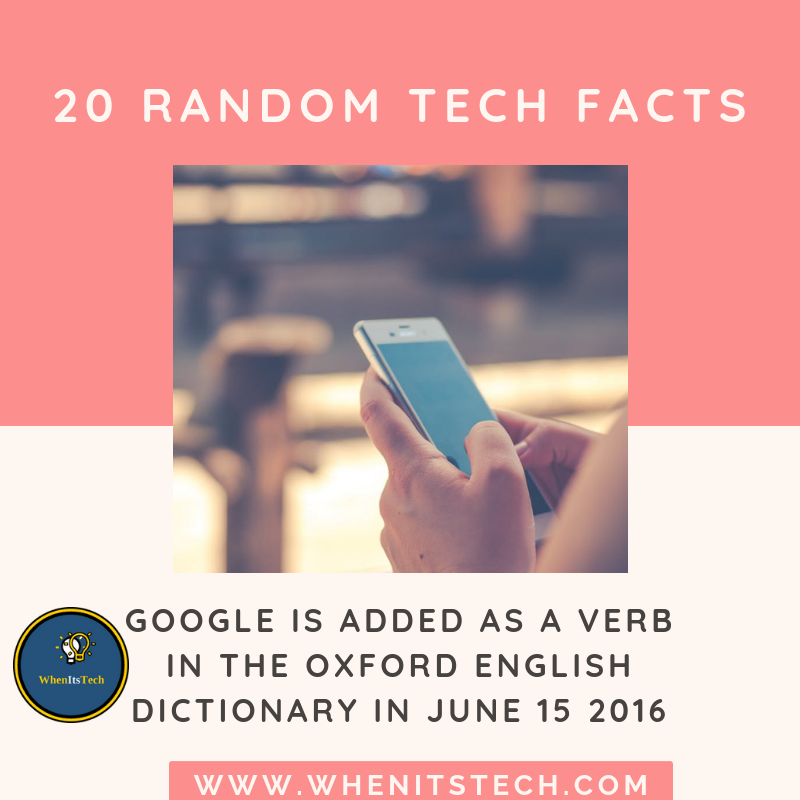 20 RANDOM TECH FACTS
GOOGLE IS ADDED AS A VERB
IN THE OXFORD ENGLISH
DICTIONARY IN JUNE 15 2016
WhenItsTech
WWW.WHENITSTECH.COM